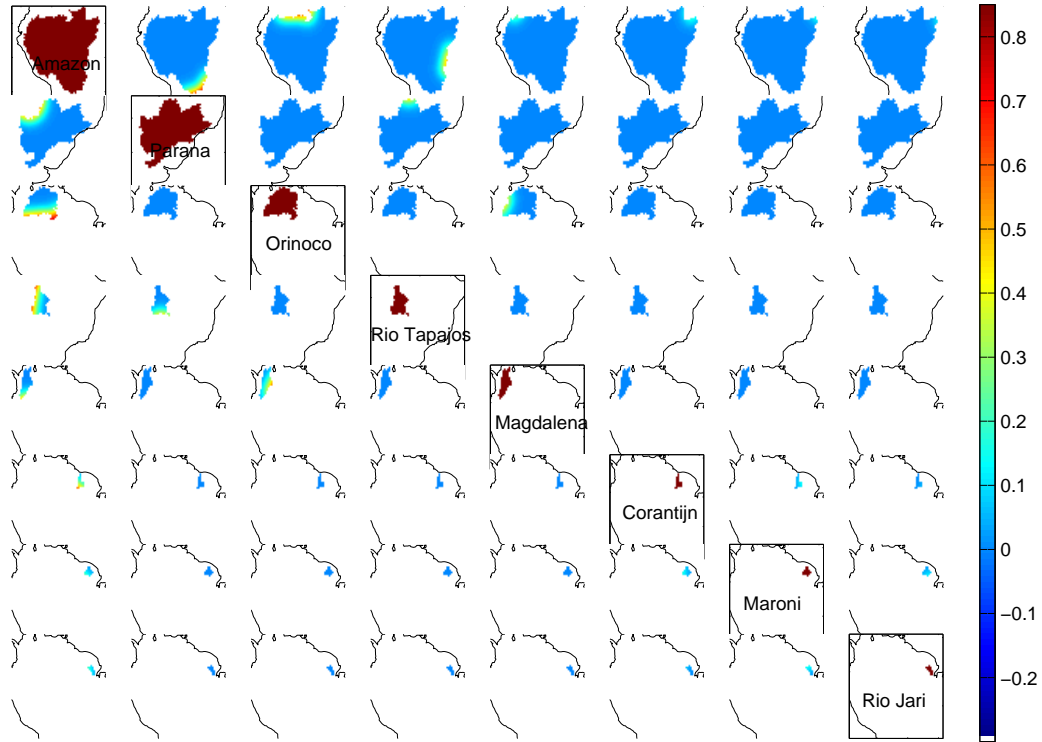 Amazon
Parana
Orinoco
Rio Tapajos
Magdalena
Corantijn
Maroni
Rio Jari
0.8
0.7
0.6
0.5
0.4
0.3
0.2
0.1
0
−0.1
−0.2